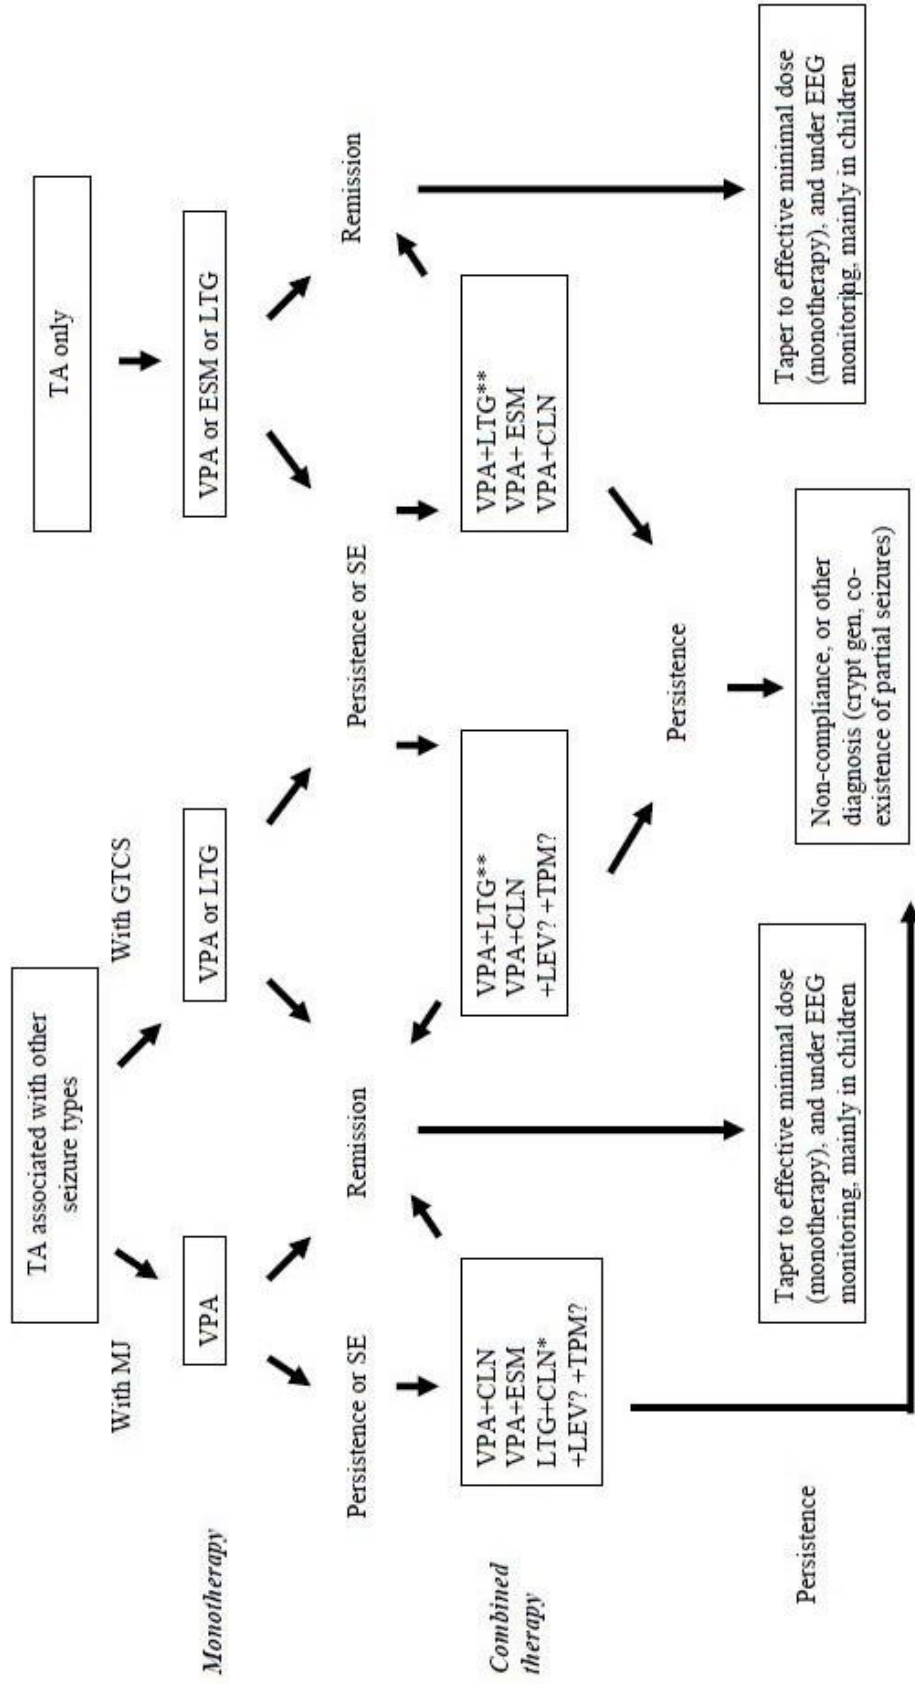 TA associated with other
seizure types
TA only
With MJ
With GTCS
Monotherapy
VPA
VPA or LTG
VPA or ESM or LTG
Persistence or SE
Remission
Persistence or SE
Remission
Combined
therapy
VPA+CLN
VPA+ESM
LTG+CLN*
+LEV? +TPM?
VPA+LTG**
VPA+CLN
+LEV? +TPM?
VPA+LTG**
VPA+ ESM
VPA+CLN
Persistence
Persistence
Taper to effective minimal dose
(monotherapy), and under EEG
monitoring, mainly in children
Non-compliance, or other
diagnosis (crypt gen, co-
existence of partial seizures)
Taper to effective minimal dose
(monotherapy), and under EEG
monitoring, mainly in children